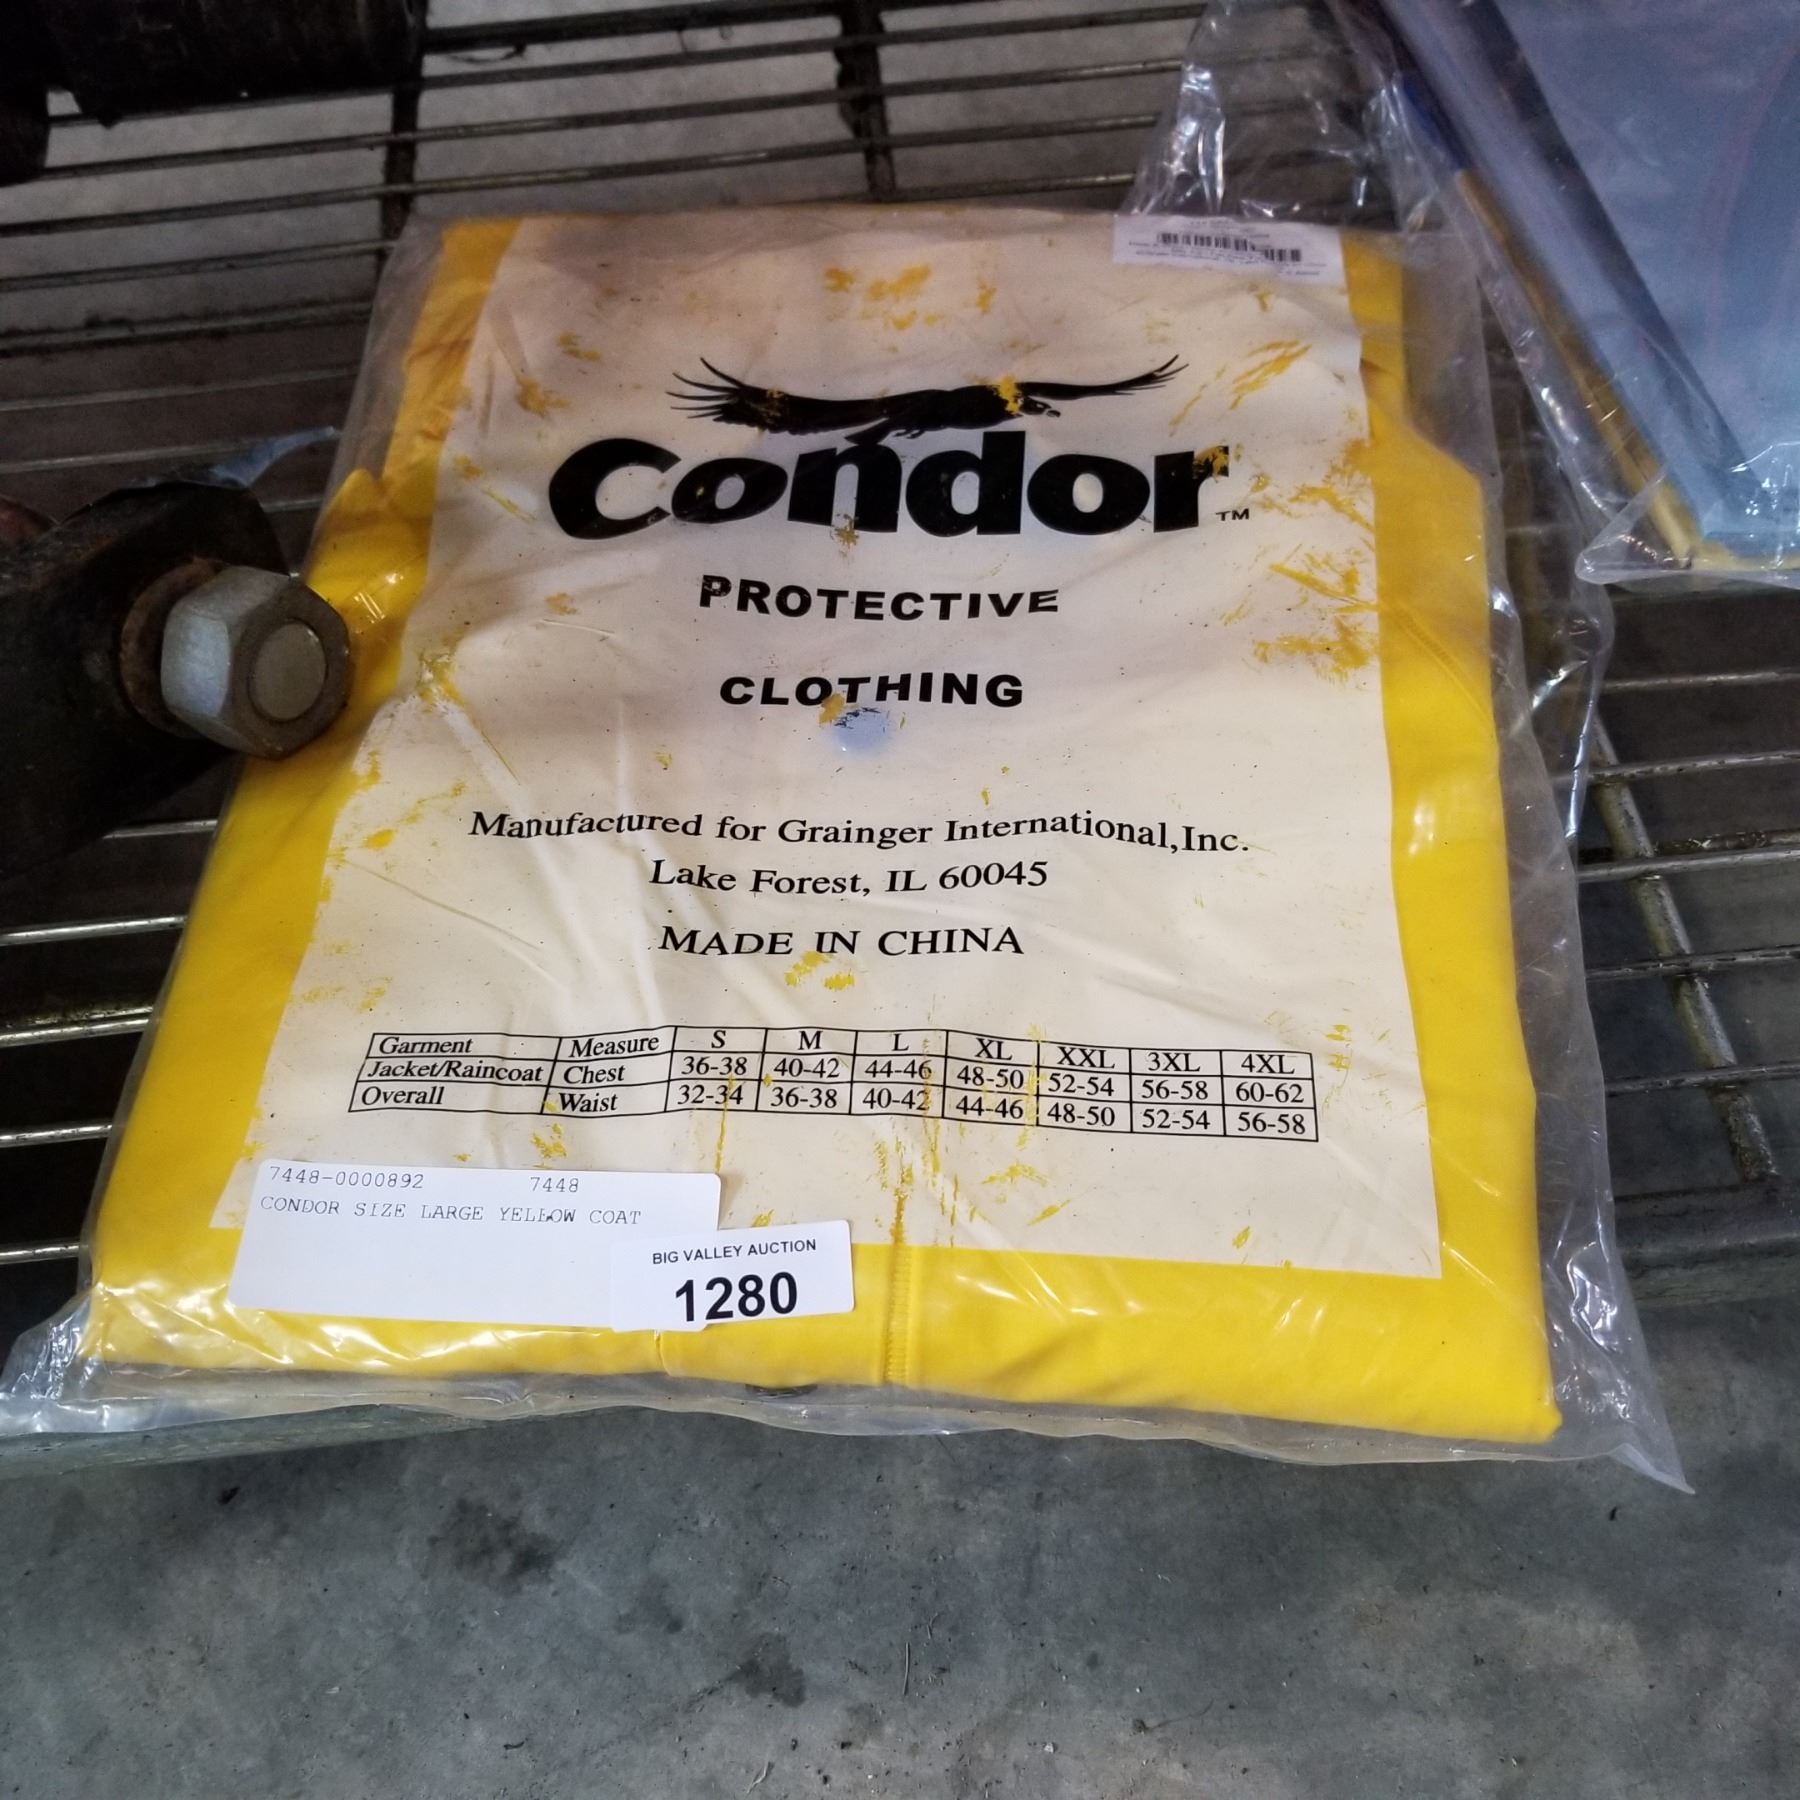 Condor™
PROTECTIVE
CLOTHING
Manufactured for Grainger International,Inc.
Lake Forest, IL 60045
MADE IN CHINA
Garment Measure S M L XL XXL 3XL 4XL
Jacket/Raincoat Chest 36-38 40-42 44-46 48-50 52-54 56-58 60-62
Overall Waist 32-34 36-38 40-42 44-46 48-50 52-54 56-58
7448-0000892 7448
CONDOR SIZE LARGE YELLOW COAT
BIG VALLEY AUCTION
1280